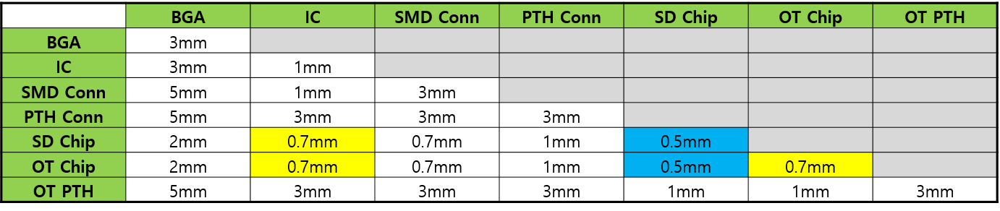 BGA IC SMD Conn PTH Conn SD Chip OT Chip OT PTH
BGA 3mm
IC 3mm 1mm
SMD Conn 5mm 1mm 3mm
PTH Conn 5mm 3mm 3mm 3mm
SD Chip 2mm 0.7mm 0.7mm 1mm 0.5mm
OT Chip 2mm 0.7mm 0.7mm 1mm 0.5mm 0.7mm
OT PTH 5mm 3mm 3mm 3mm 1mm 1mm 3mm